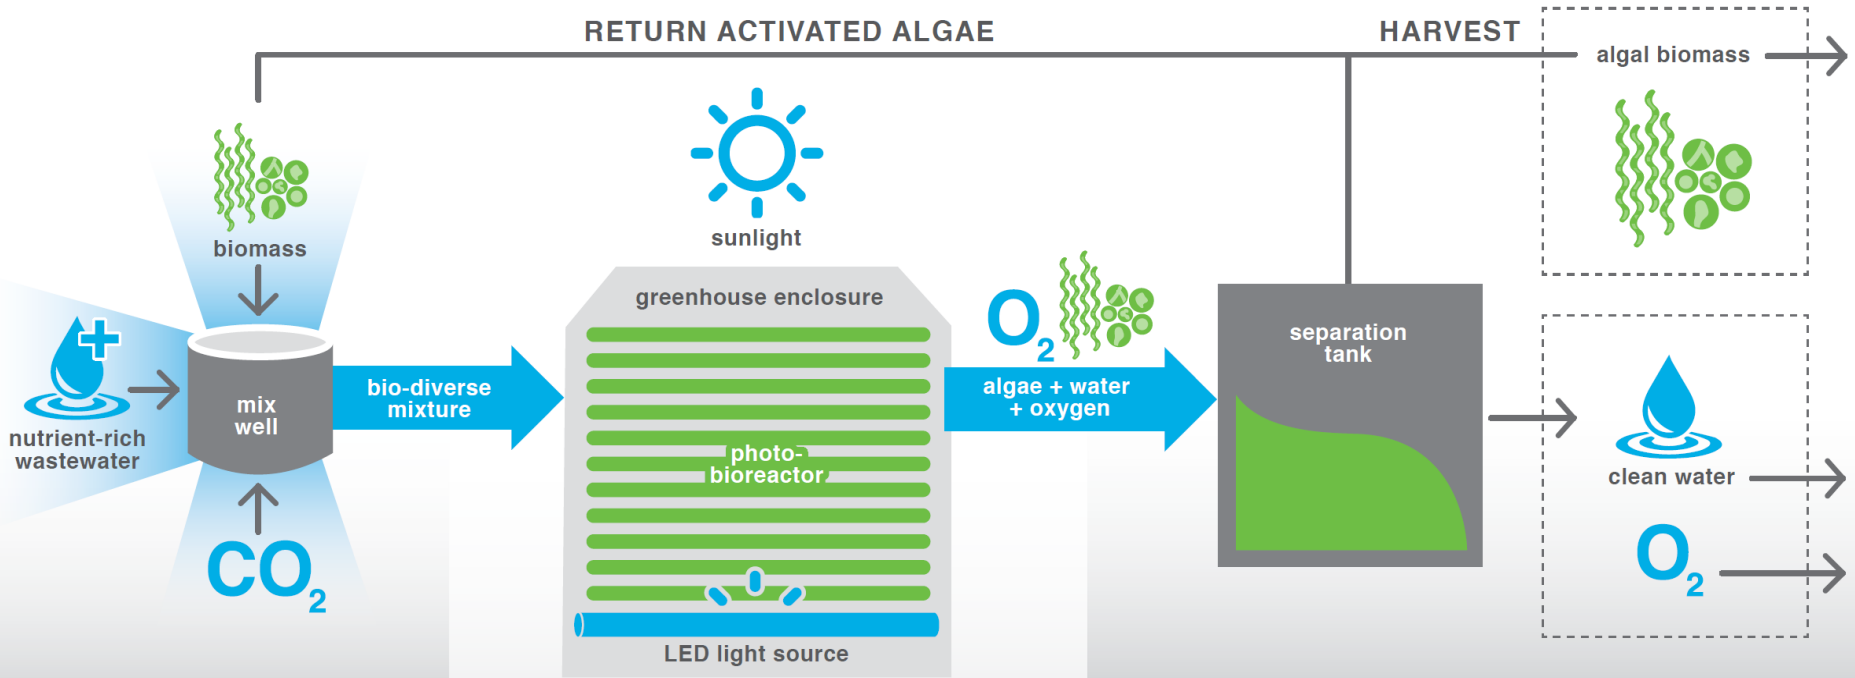 RETURN ACTIVATED ALGAE
HARVEST
algal biomass
biomass
sunlight
nutrient-rich
wastewater
mix
well
CO₂
bio-diverse
mixture
greenhouse enclosure
photo-
bioreactor
LED light source
O₂
algae + water
+ oxygen
separation
tank
clean water
O₂